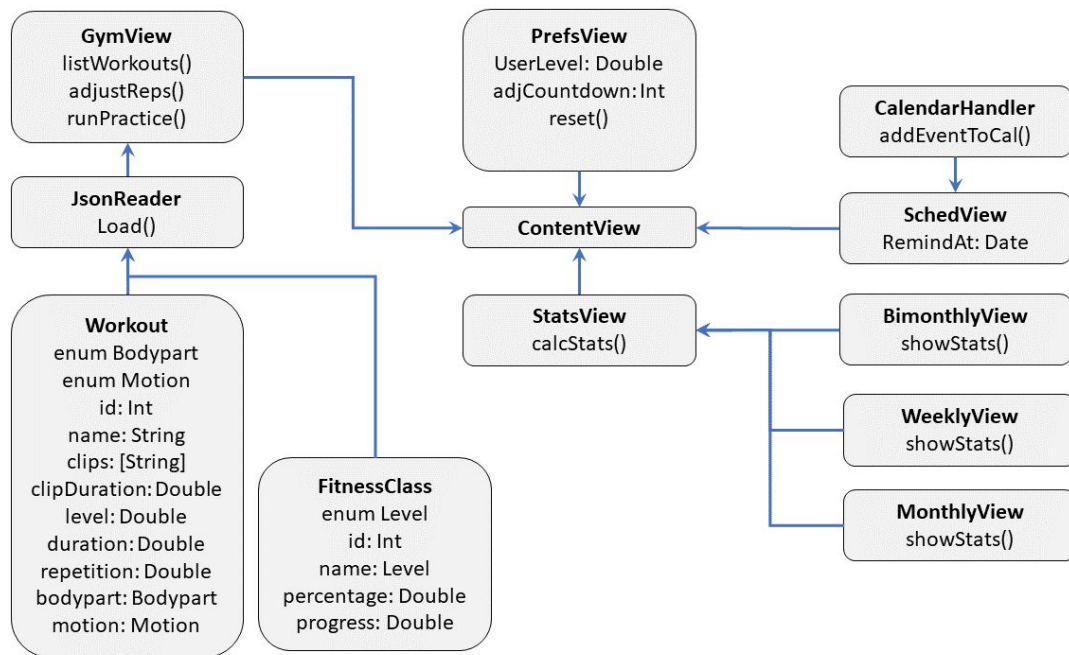 GymView
listWorkouts()
adjustReps()
runPractice()
PrefsView
UserLevel: Double
adjCountdown: Int
reset()
CalendarHandler
addEventToCal()
JsonReader
Load()
ContentView
SchedView
RemindAt: Date
Workout
enum Bodypart
enum Motion
id: Int
name: String
clips: [String]
clipDuration: Double
level: Double
duration: Double
repetition: Double
bodypart: Bodypart
motion: Motion
StatsView
calcStats()
BimonthlyView
showStats()
WeeklyView
showStats()
FitnessClass
enum Level
id: Int
name: Level
percentage: Double
progress: Double
MonthlyView
showStats()